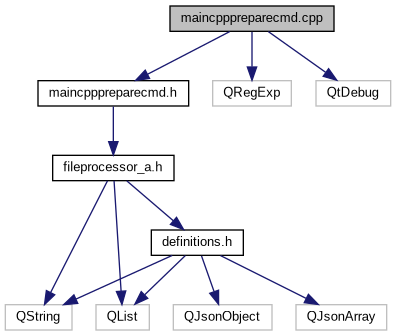 maincpppreparecmd.cpp
maincpppreparecmd.h
QRegExp
QtDebug
fileprocessor_a.h
definitions.h
QString
QList
QJsonObject
QJsonArray